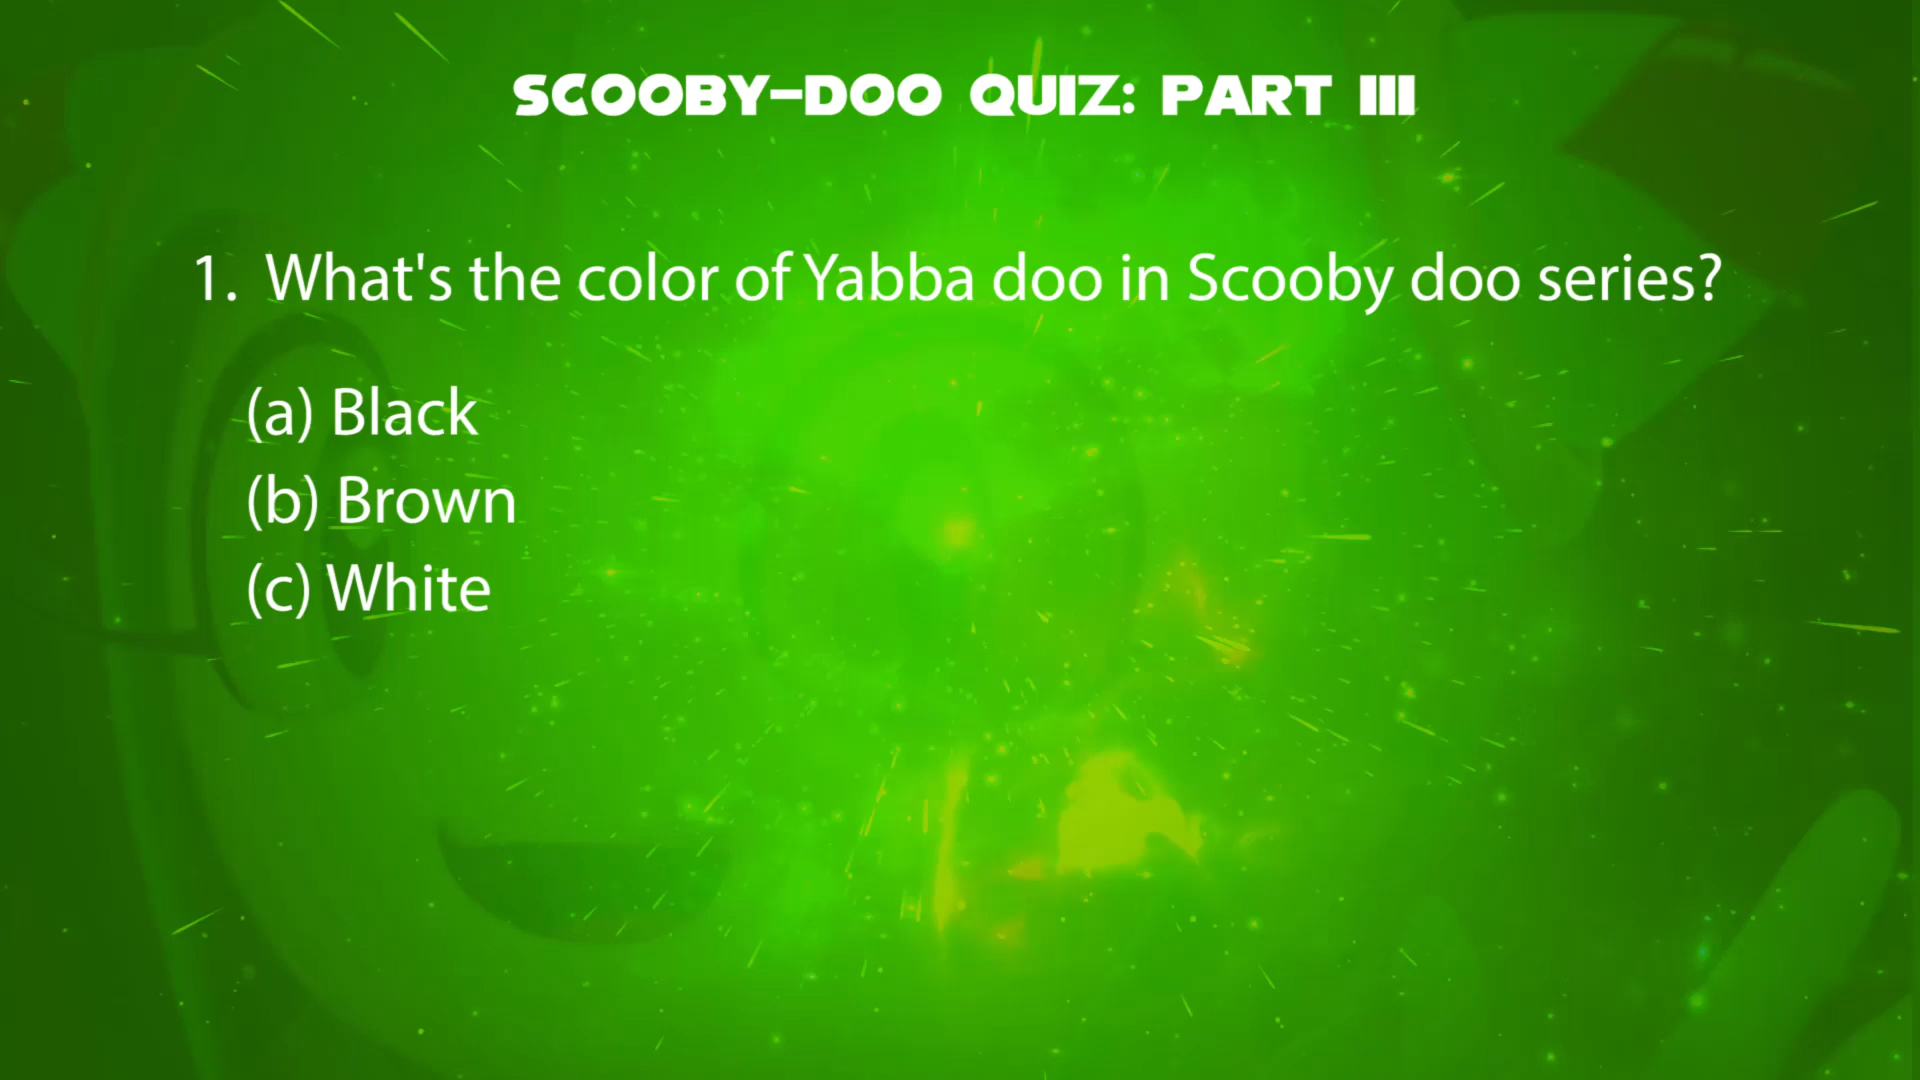 SCOOBY-DOO QUIZ: PART III
1. What's the color of Yabba doo in Scooby doo series?
(a) Black
(b) Brown
(c) White